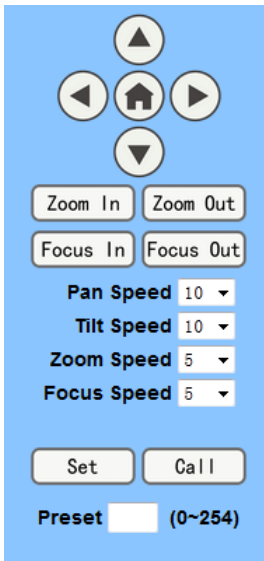 Zoom In Zoom Out
Focus In Focus Out
Pan Speed 10
Tilt Speed 10
Zoom Speed 5
Focus Speed 5
Set Call
Preset (0~254)